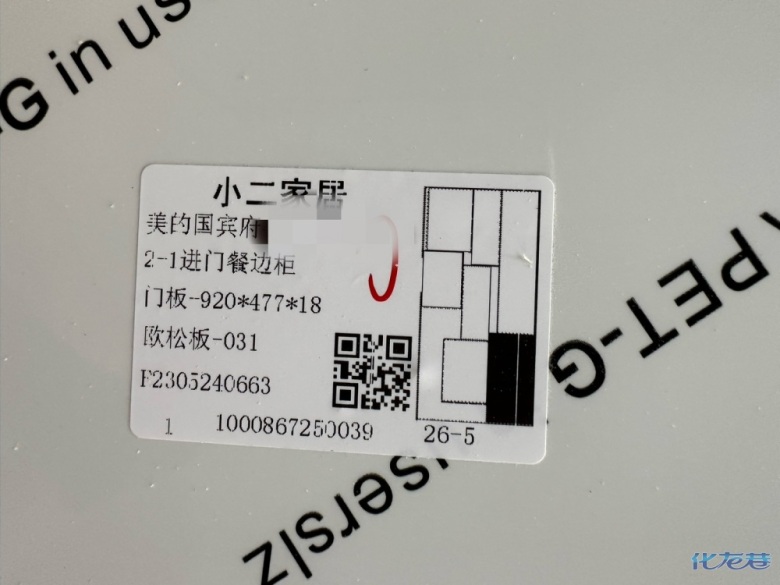 G in us
小二家居
美的国宾府
2-1进门餐边柜
门板-920*477*18
欧松板-031
F2305240663
1 1000867250039 26-5
PET-G
users|z
化龙巷